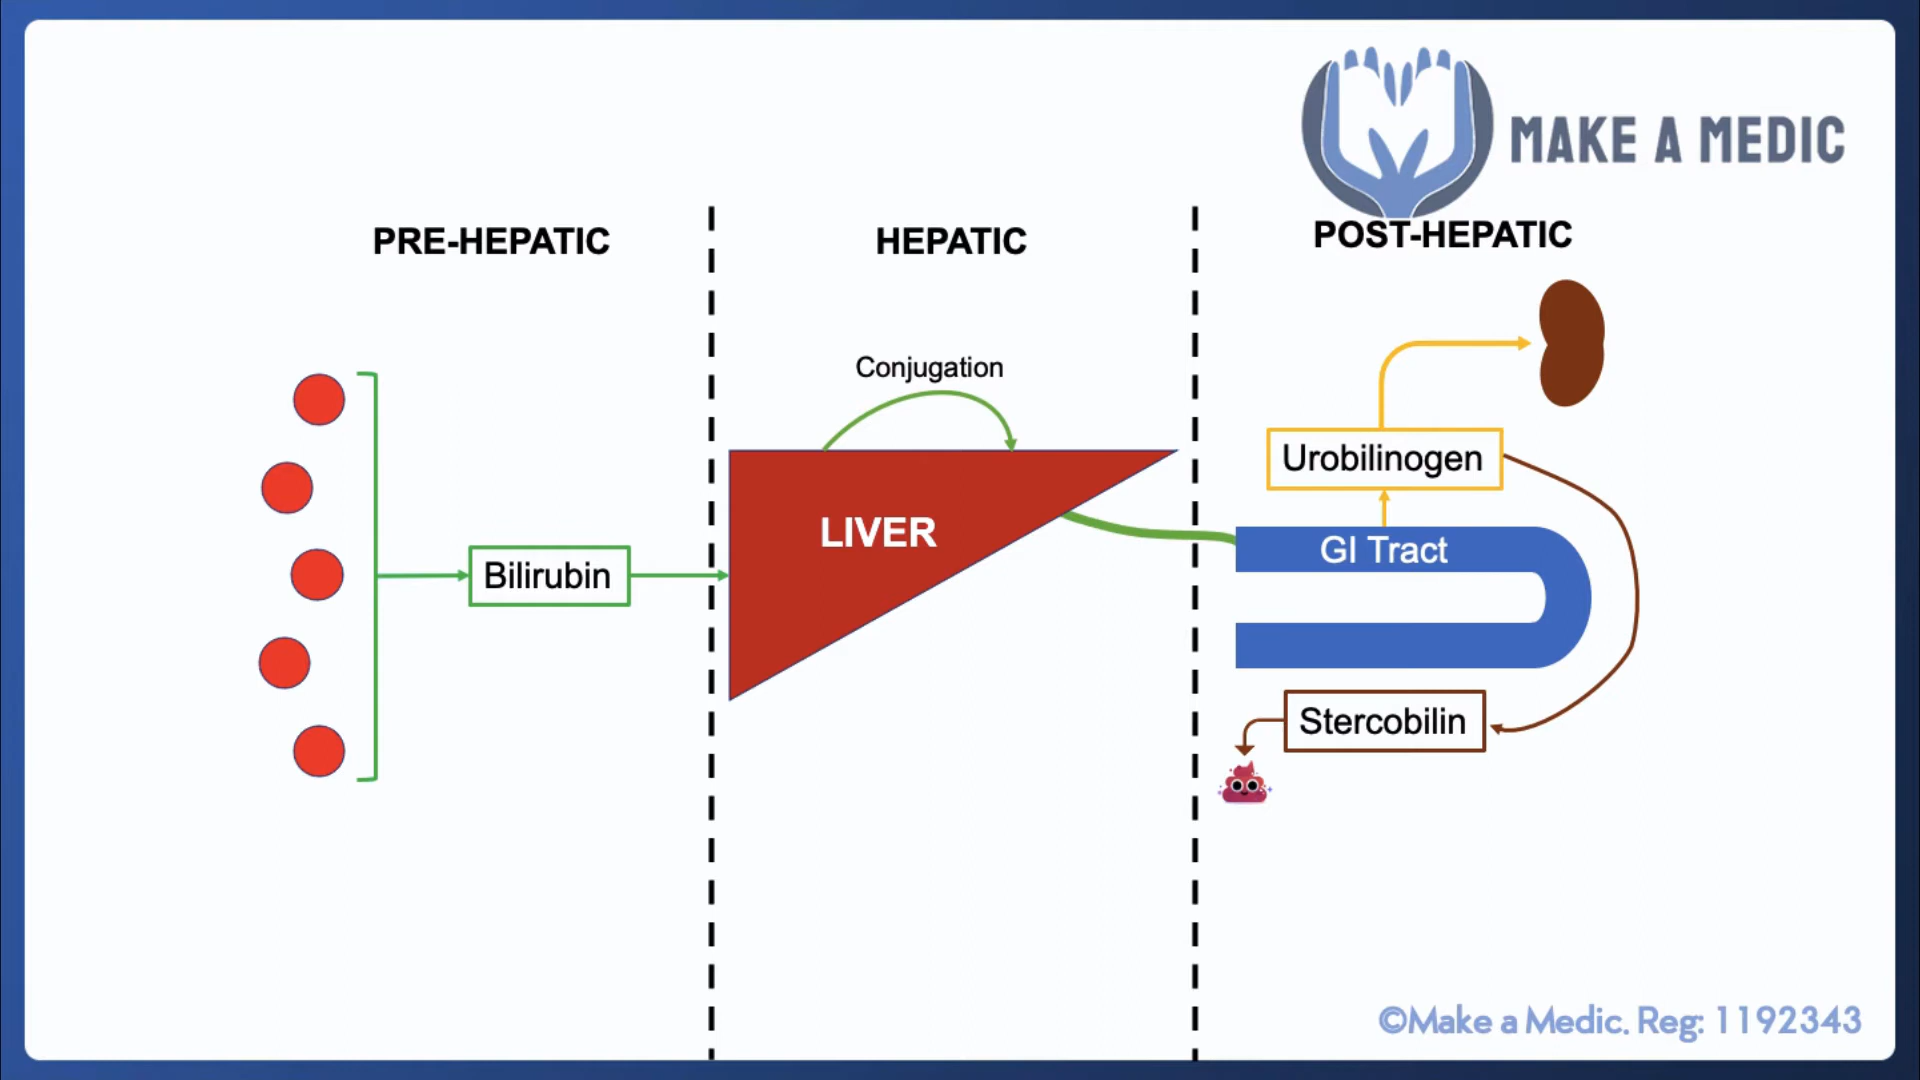 MAKE A MEDIC
PRE-HEPATIC
HEPATIC
POST-HEPATIC
Conjugation
Urobilinogen
LIVER
GI Tract
Bilirubin
Stercobilin
©Make a Medic. Reg: 1192343